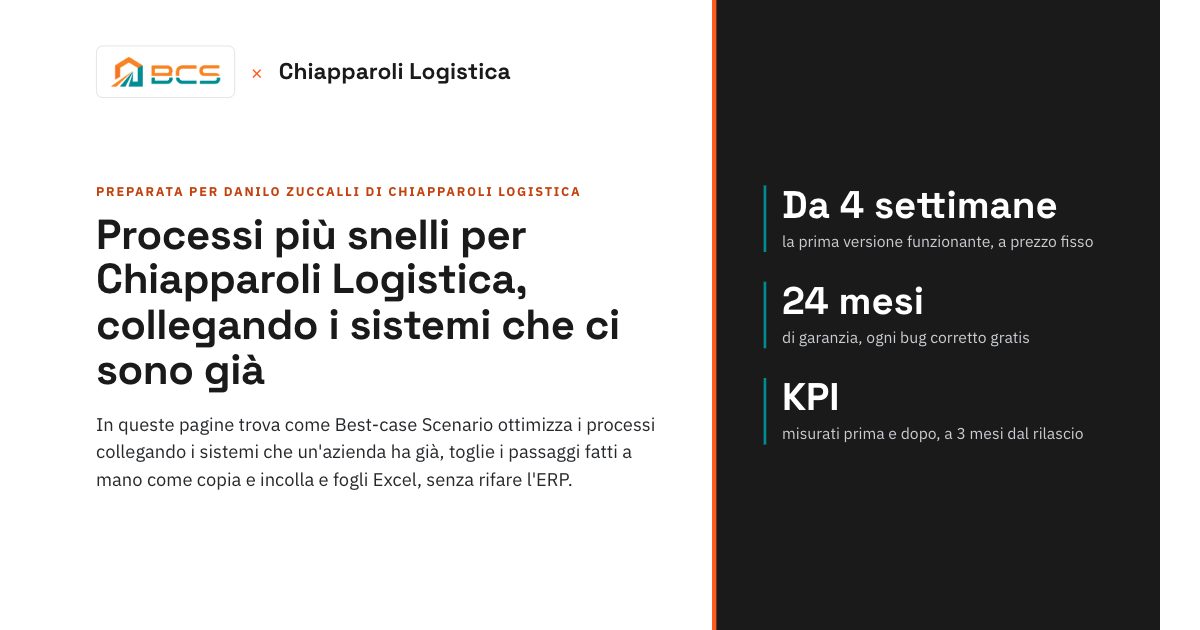 BCS × Chiapparoli Logistica
PREPARATA PER DANILO ZUCCALLI DI CHIAPPAROLI LOGISTICA
Processi più snelli per
Chiapparoli Logistica,
collegando i sistemi che ci
sono già
In queste pagine trova come Best-case Scenario ottimizza i processi
collegando i sistemi che un'azienda ha già, toglie i passaggi fatti a
mano come copia e incolla e fogli Excel, senza rifare l'ERP.
Da 4 settimane
la prima versione funzionante, a prezzo fisso
24 mesi
di garanzia, ogni bug corretto gratis
KPI
misurati prima e dopo, a 3 mesi dal rilascio